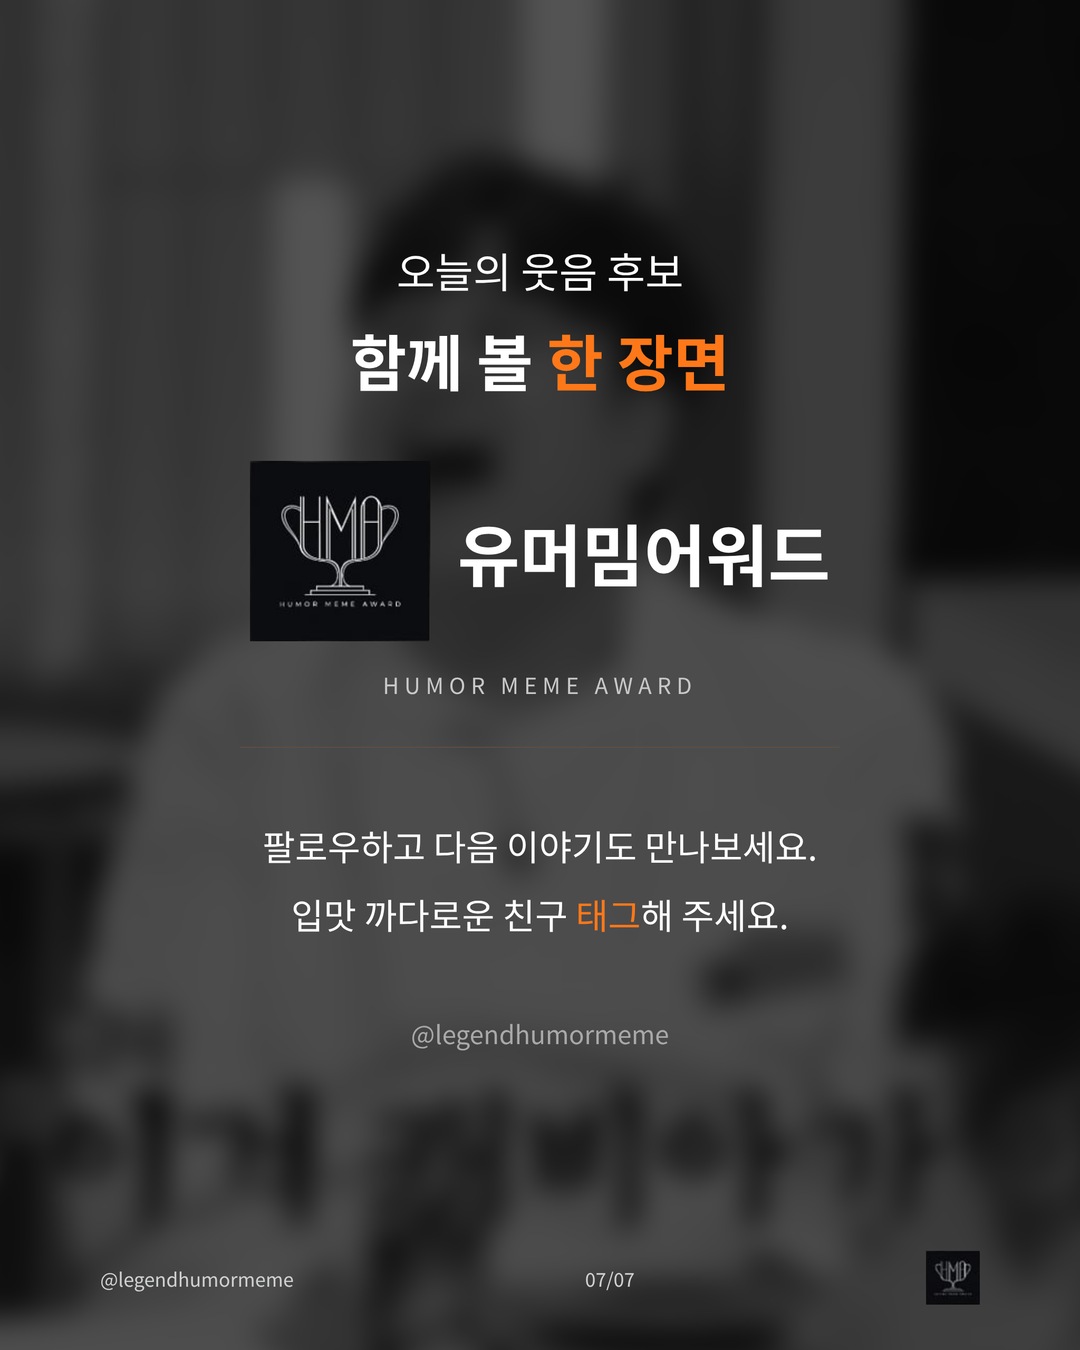 오늘의 웃음 후보
함께 볼 한 장면
HMA
HUMOR MEME AWARD
유머밈어워드
HUMOR MEME AWARD
팔로우하고 다음 이야기도 만나보세요.
입맛 까다로운 친구 태그해 주세요.
@legendhumormeme
@legendhumormeme
07/07
HMA